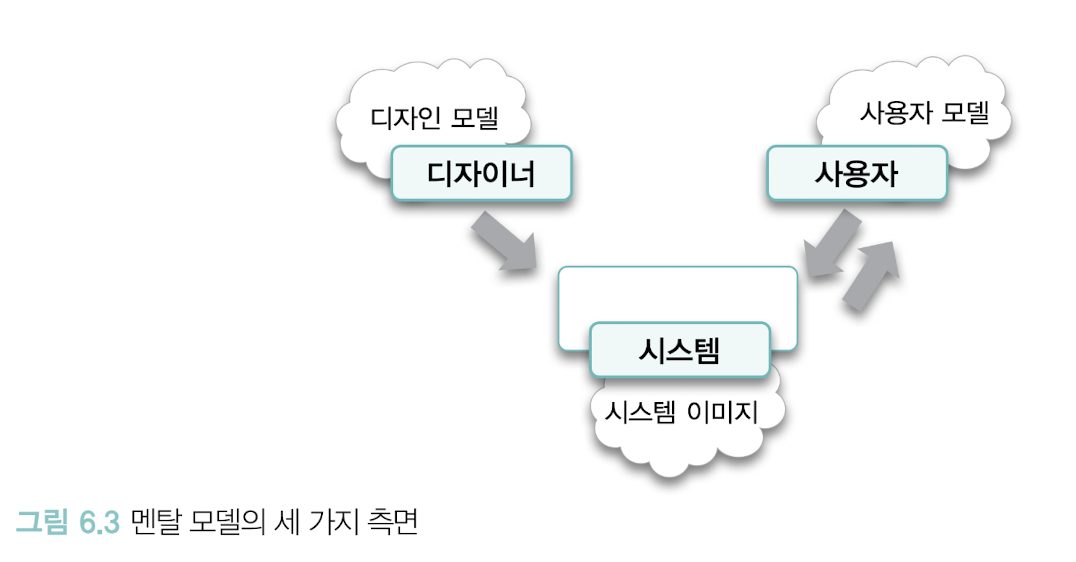 디자인 모델
사용자 모델
디자이너
사용자
시스템
시스템 이미지
그림 6.3 멘탈 모델의 세 가지 측면